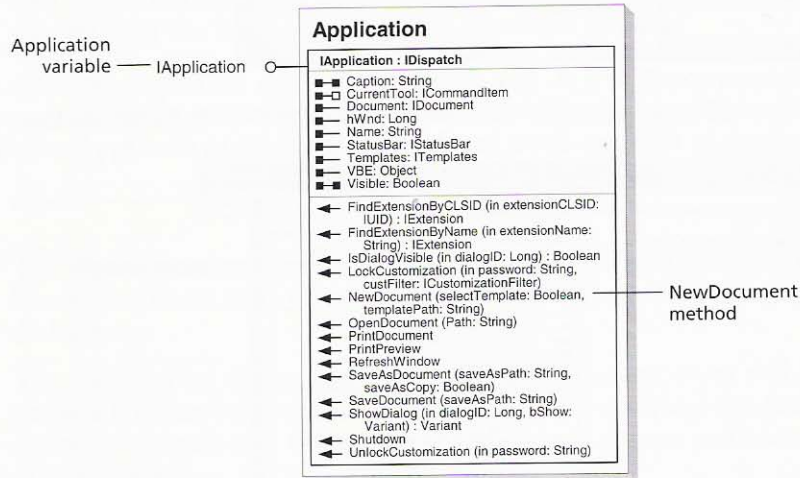 Application
IApplication : IDispatch
Application
variable
IApplication
Caption: String
CurrentTool: ICommandItem
Document: IDocument
hWnd: Long
Name: String
StatusBar: IStatusBar
Templates: ITemplates
VBE: Object
Visible: Boolean
FindExtensionByCLSID (in extensionCLSID:
IUID) : IExtension
FindExtensionByName (in extensionName:
String) : IExtension
IsDialogVisible (in dialogID: Long) : Boolean
LockCustomization (in password: String,
custFilter: ICustomizationFilter)
NewDocument (selectTemplate: Boolean,
templatePath: String)
NewDocument
method
OpenDocument (Path: String)
PrintDocument
PrintPreview
RefreshWindow
SaveAsDocument (saveAsPath: String,
saveAsCopy: Boolean)
SaveDocument (saveAsPath: String)
ShowDialog (in dialogID: Long, bShow:
Variant) : Variant
Shutdown
UnlockCustomization (in password: String)